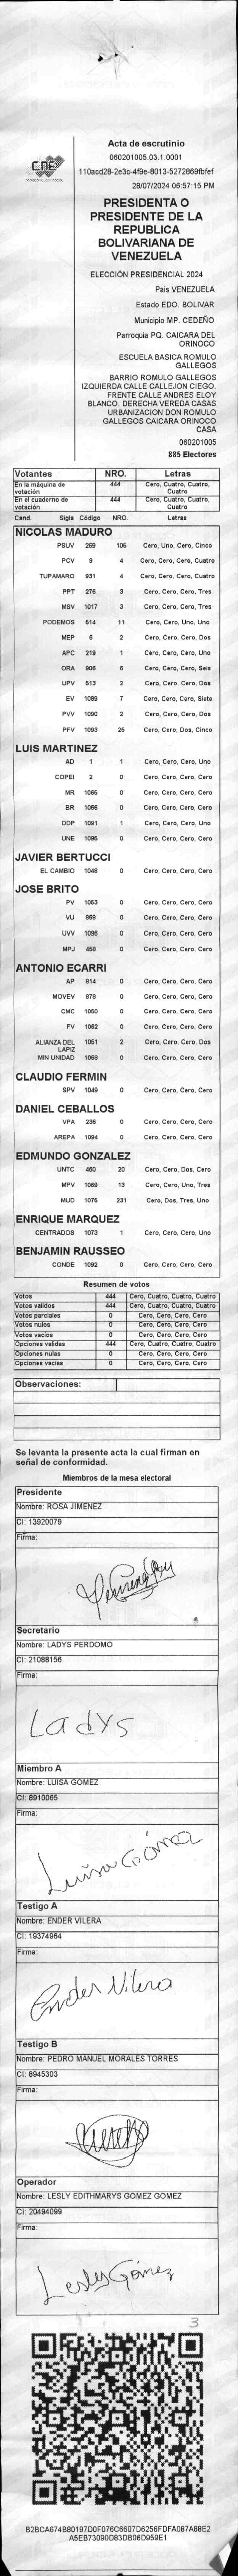 CNE
Acta de escrutinio
060201005.03.1.0001
110acd28-2e3c-4f9e-8013-5272869fbfef
28/07/2024 06:57:15 PM
PRESIDENTA O
PRESIDENTE DE LA
REPUBLICA
BOLIVARIANA DE
VENEZUELA
ELECCIÓN PRESIDENCIAL 2024
Pais VENEZUELA
Estado EDO. BOLIVAR
Municipio MP. CEDEÑO
Parroquia PQ. CAICARA DEL
ORINOCO
ESCUELA BASICA ROMULO
GALLEGOS
BARRIO ROMULO GALLEGOS
IZQUIERDA CALLE CALLEJON CIEGO.
FRENTE CALLE ANDRES ELOY
BLANCO. DERECHA VEREDA CASAS
URBANIZACION DON ROMULO
GALLEGOS CAICARA ORINOCO
CASA
060201005
885 Electores
Votantes NRO. Letras
En la máquina de votación 444 Cero, Cuatro, Cuatro, Cuatro
En el cuaderno de votación 444 Cero, Cuatro, Cuatro, Cuatro
Cand. Sigla Código NRO. Letras
NICOLAS MADURO
PSUV 269 105 Cero, Uno, Cero, Cinco
PCV 9 4 Cero, Cero, Cero, Cuatro
TUPAMARO 931 4 Cero, Cero, Cero, Cuatro
PPT 276 3 Cero, Cero, Cero, Tres
MSV 1017 3 Cero, Cero, Cero, Tres
PODEMOS 514 11 Cero, Cero, Uno, Uno
MEP 6 2 Cero, Cero, Cero, Dos
APC 219 1 Cero, Cero, Cero, Uno
ORA 906 6 Cero, Cero, Cero, Seis
UPV 513 2 Cero, Cero, Cero, Dos
EV 1089 7 Cero, Cero, Cero, Siete
PVV 1090 2 Cero, Cero, Cero, Dos
PFV 1093 25 Cero, Cero, Dos, Cinco
LUIS MARTINEZ
AD 1 1 Cero, Cero, Cero, Uno
COPEI 2 0 Cero, Cero, Cero, Cero
MR 1065 0 Cero, Cero, Cero, Cero
BR 1086 0 Cero, Cero, Cero, Cero
DDP 1091 1 Cero, Cero, Cero, Uno
UNE 1095 0 Cero, Cero, Cero, Cero
JAVIER BERTUCCI
EL CAMBIO 1048 0 Cero, Cero, Cero, Cero
JOSE BRITO
PV 1053 0 Cero, Cero, Cero, Cero
VU 969 0 Cero, Cero, Cero, Cero
UVV 1096 0 Cero, Cero, Cero, Cero
MPJ 458 0 Cero, Cero, Cero, Cero
ANTONIO ECARRI
AP 814 0 Cero, Cero, Cero, Cero
MOVEV 878 0 Cero, Cero, Cero, Cero
CMC 1050 0 Cero, Cero, Cero, Cero
FV 1062 0 Cero, Cero, Cero, Cero
ALIANZA DEL LAPIZ 1051 2 Cero, Cero, Cero, Dos
MIN UNIDAD 1068 0 Cero, Cero, Cero, Cero
CLAUDIO FERMIN
SPV 1049 0 Cero, Cero, Cero, Cero
DANIEL CEBALLOS
VPA 236 0 Cero, Cero, Cero, Cero
AREPA 1094 0 Cero, Cero, Cero, Cero
EDMUNDO GONZALEZ
UNTC 460 20 Cero, Cero, Dos, Cero
MPV 1069 13 Cero, Cero, Uno, Tres
MUD 1075 231 Cero, Dos, Tres, Uno
ENRIQUE MARQUEZ
CENTRADOS 1073 1 Cero, Cero, Cero, Uno
BENJAMIN RAUSSEO
CONDE 1092 0 Cero, Cero, Cero, Cero
Resumen de votos
Votos 444 Cero, Cuatro, Cuatro, Cuatro
Votos validos 444 Cero, Cuatro, Cuatro, Cuatro
Votos parciales 0 Cero, Cero, Cero, Cero
Votos nulos 0 Cero, Cero, Cero, Cero
Votos vacios 0 Cero, Cero, Cero, Cero
Opciones validas 444 Cero, Cuatro, Cuatro, Cuatro
Opciones nulas 0 Cero, Cero, Cero, Cero
Opciones vacias 0 Cero, Cero, Cero, Cero
Observaciones:
Se levanta la presente acta la cual firman en
señal de conformidad.
Miembros de la mesa electoral
Presidente
Nombre: ROSA JIMENEZ
CI: 13920079
Firma:
Secretario
Nombre: LADYS PERDOMO
CI: 21088156
Firma:
Ladys
Miembro A
Nombre: LUISA GOMEZ
CI: 8910065
Firma:
Luisa Gómez
Testigo A
Nombre: ENDER VILERA
CI: 19374964
Firma:
Ender Vilera
Testigo B
Nombre: PEDRO MANUEL MORALES TORRES
CI: 8945303
Firma:
Operador
Nombre: LESLY EDITHMARYS GOMEZ GOMEZ
CI: 20494099
Firma:
Lesly Gómez
3
B2BCA674B80197D0F076C6607D6256FDFA087A88E2
A5EB73090D83DB06D959E1